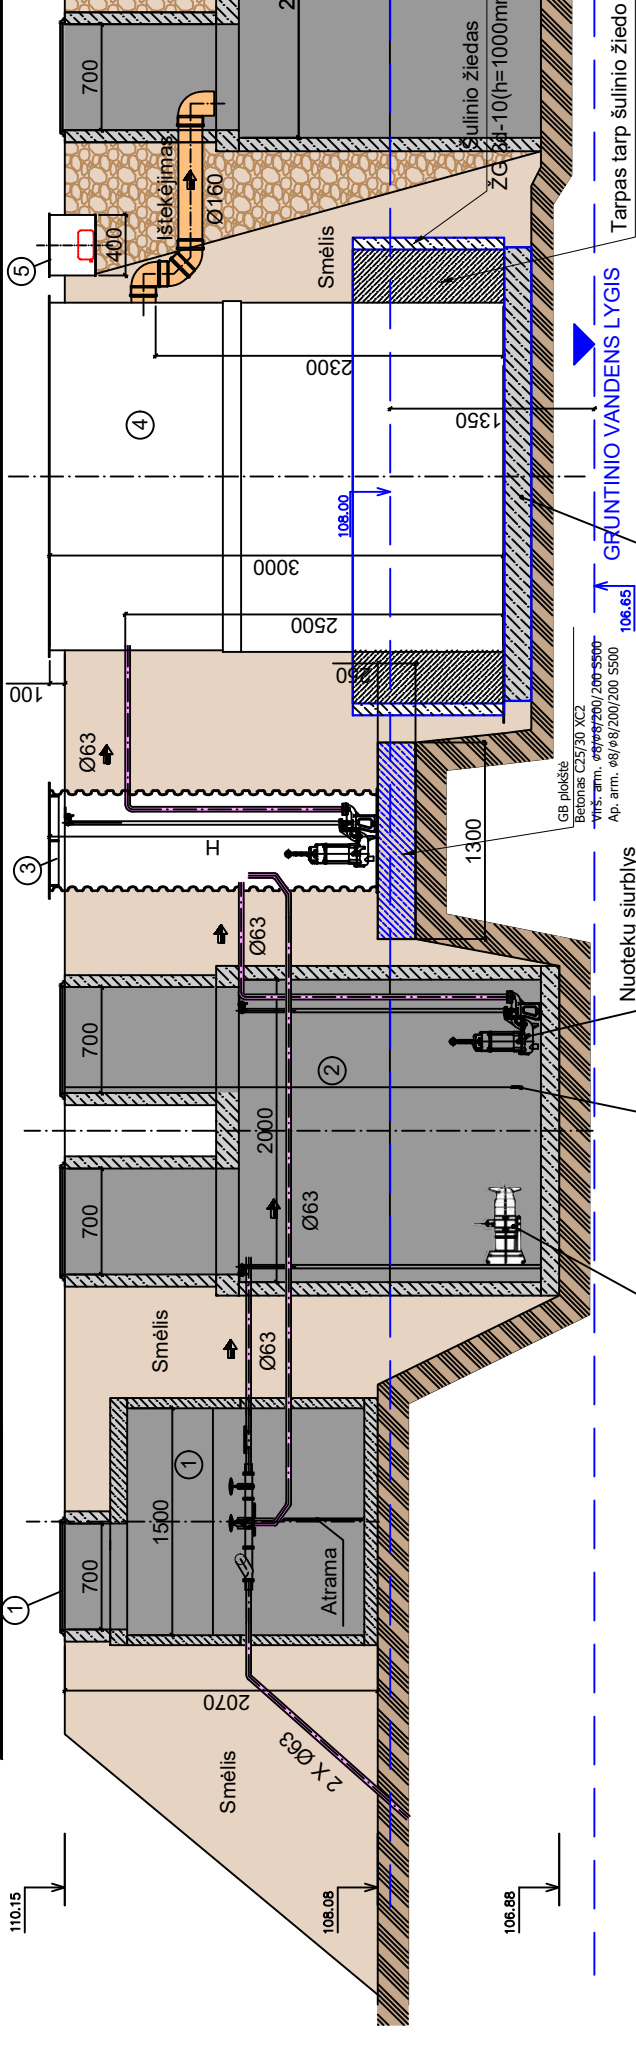 110.15
108.08
106.88
Smėlis
2070
2 X Ø63
1
700
1500
1
Atrama
Smėlis
Ø63
700
700
2000
2
Ø63
Ø63
3
H
Ø63
100
1300
GB plokštė
Betonas C25/30 XC2
Virš. arm. ø8/ø8/200/200 S500
Ap. arm. ø8/ø8/200/200 S500
Nuotekų siurblys
250
2500
3000
2300
1350
4
108.00
106.65
GRUNTINIO VANDENS LYGIS
5
400
Ištekėjimas
Ø160
Smėlis
700
Šulinio žiedas
Tarpas tarp šulinio žiedo